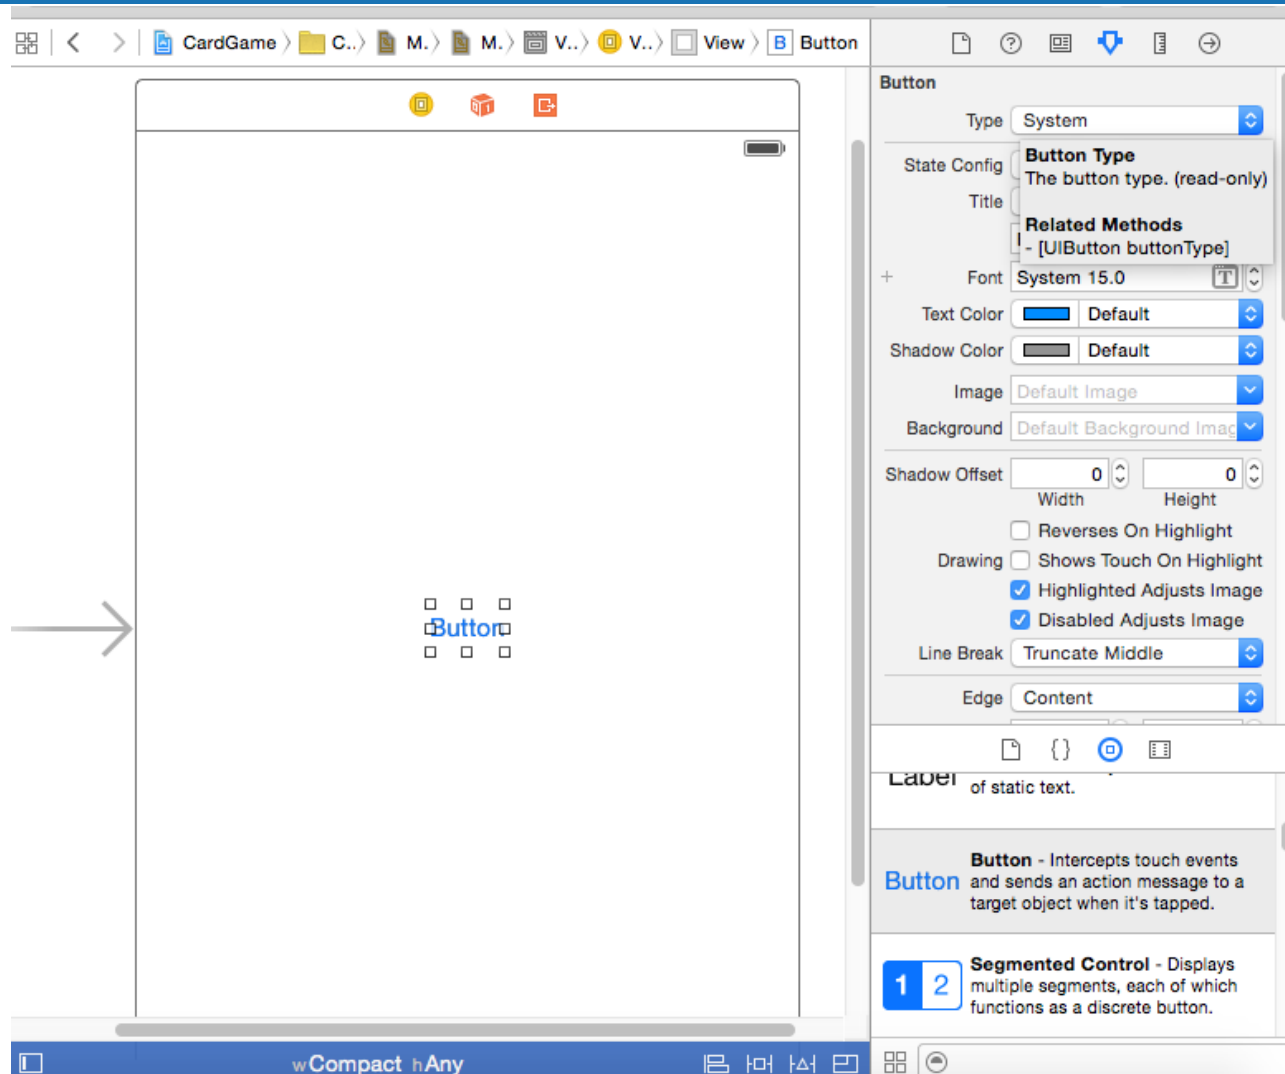 CardGame C..) M.) M.) V..) V..) View B Button
Button
Type System
Button Type
The button type. (read-only)
State Config
Title
Related Methods
- [UIButton buttonType]
Font System 15.0 T
Text Color Default
Shadow Color Default
Image Default Image
Background Default Background Imag
Shadow Offset 0 0
Width Height
Reverses On Highlight
Drawing Shows Touch On Highlight
Highlighted Adjusts Image
Disabled Adjusts Image
Line Break Truncate Middle
Edge Content
Button
{}
Label
of static text.
Button
Button - Intercepts touch events
and sends an action message to a
target object when it's tapped.
1 2
Segmented Control - Displays
multiple segments, each of which
functions as a discrete button.
wCompact hAny